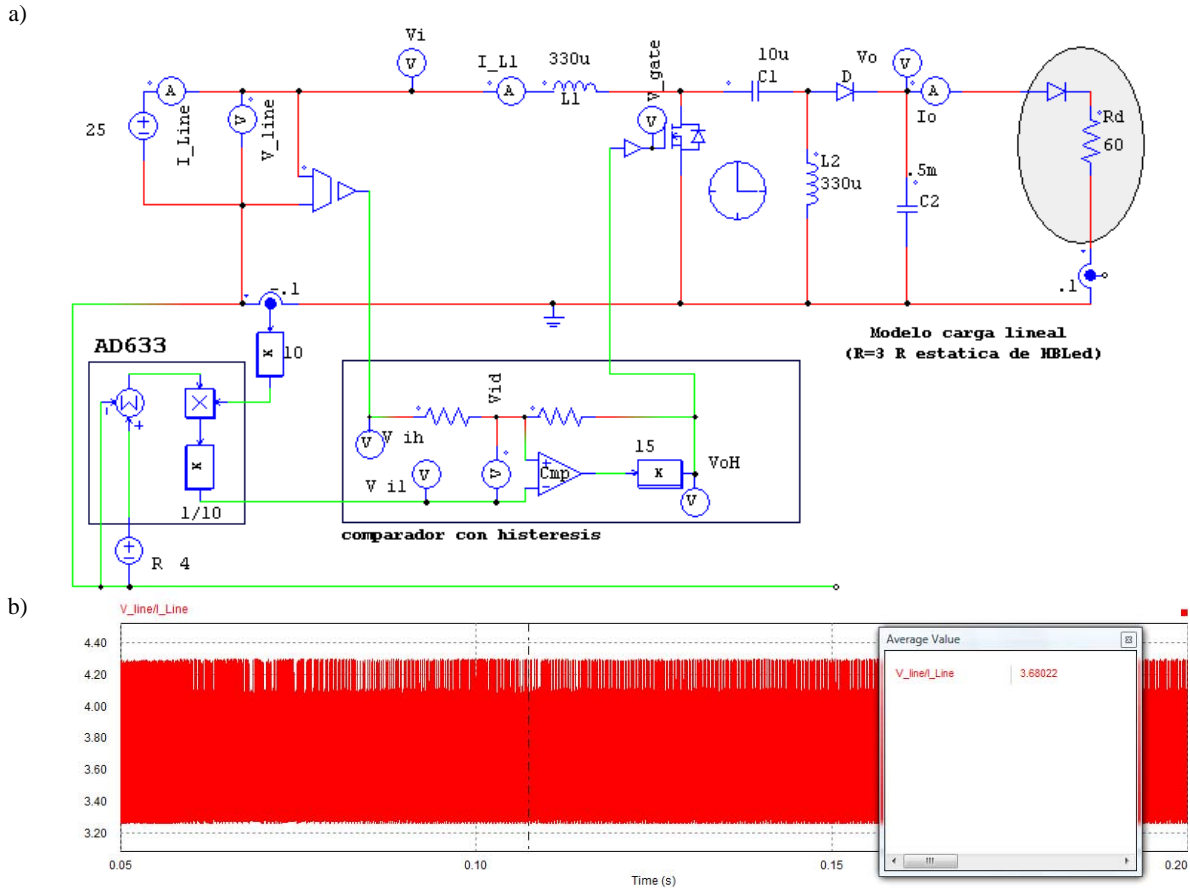 a)
Vi
I_L1
330u
L1
V_gate
10u
C1
D
Vo
V
A
Io
Rd
60
25
A
I_Line
V
V_line
V
A
V
L2
330u
.5m
C2
-.1
.1
Modelo carga lineal
(R=3 R estatica de HBLed)
AD633
K
10
Σ
-
+
K
1/10
R 4
Vid
V
V ih
V
V il
V
+
-
Cmp
15
K
VoH
V
comparador con histeresis
b)
V_line/I_Line
4.40
4.20
4.00
3.80
3.60
3.40
3.20
0.05
0.10
0.15
0.20
Time (s)
Average Value
V_line/I_Line
3.68022